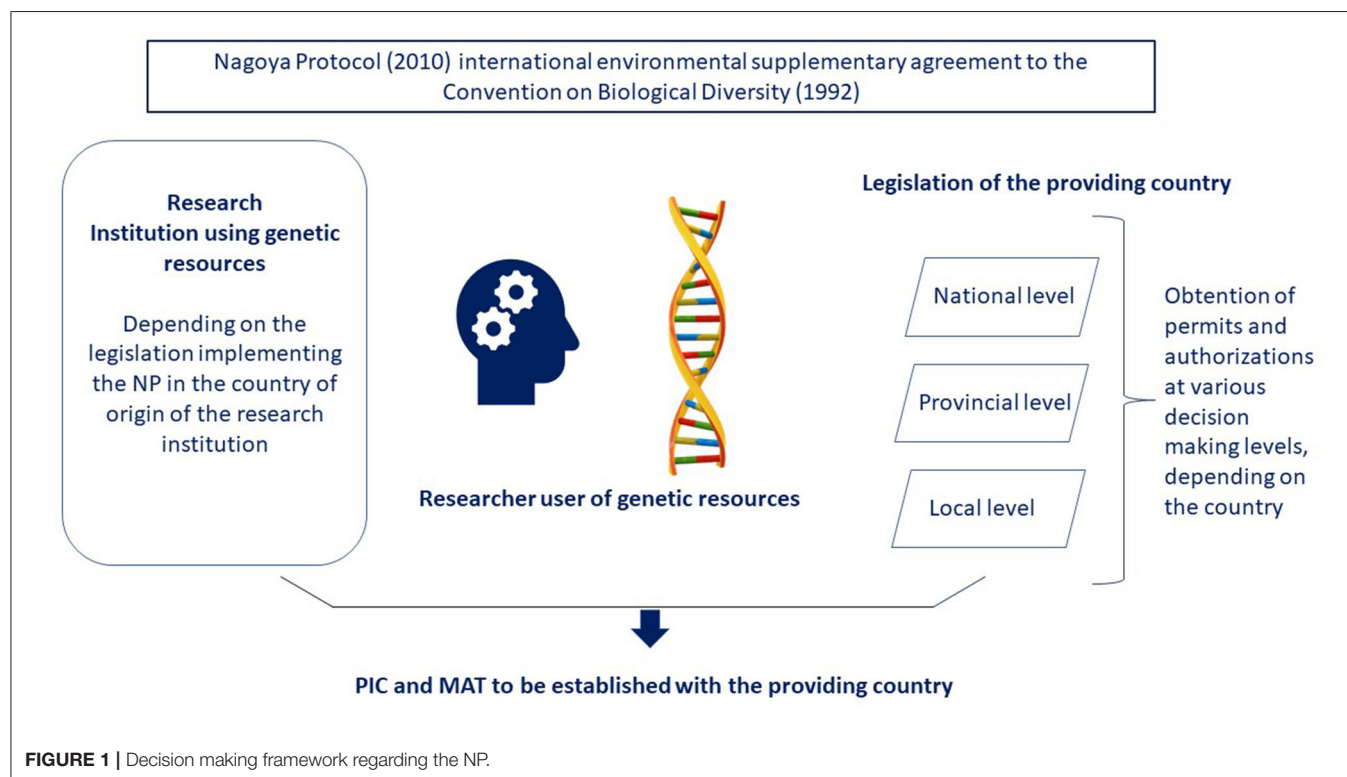 Nagoya Protocol (2010) international environmental supplementary agreement to the
Convention on Biological Diversity (1992)
Research
Institution using genetic
resources
Depending on the
legislation implementing
the NP in the country of
origin of the research
institution
Researcher user of genetic resources
Legislation of the providing country
National level
Provincial level
Local level
Obtention of
permits and
authorizations
at various
decision
making levels,
depending on
the country
PIC and MAT to be established with the providing country
FIGURE 1 | Decision making framework regarding the NP.